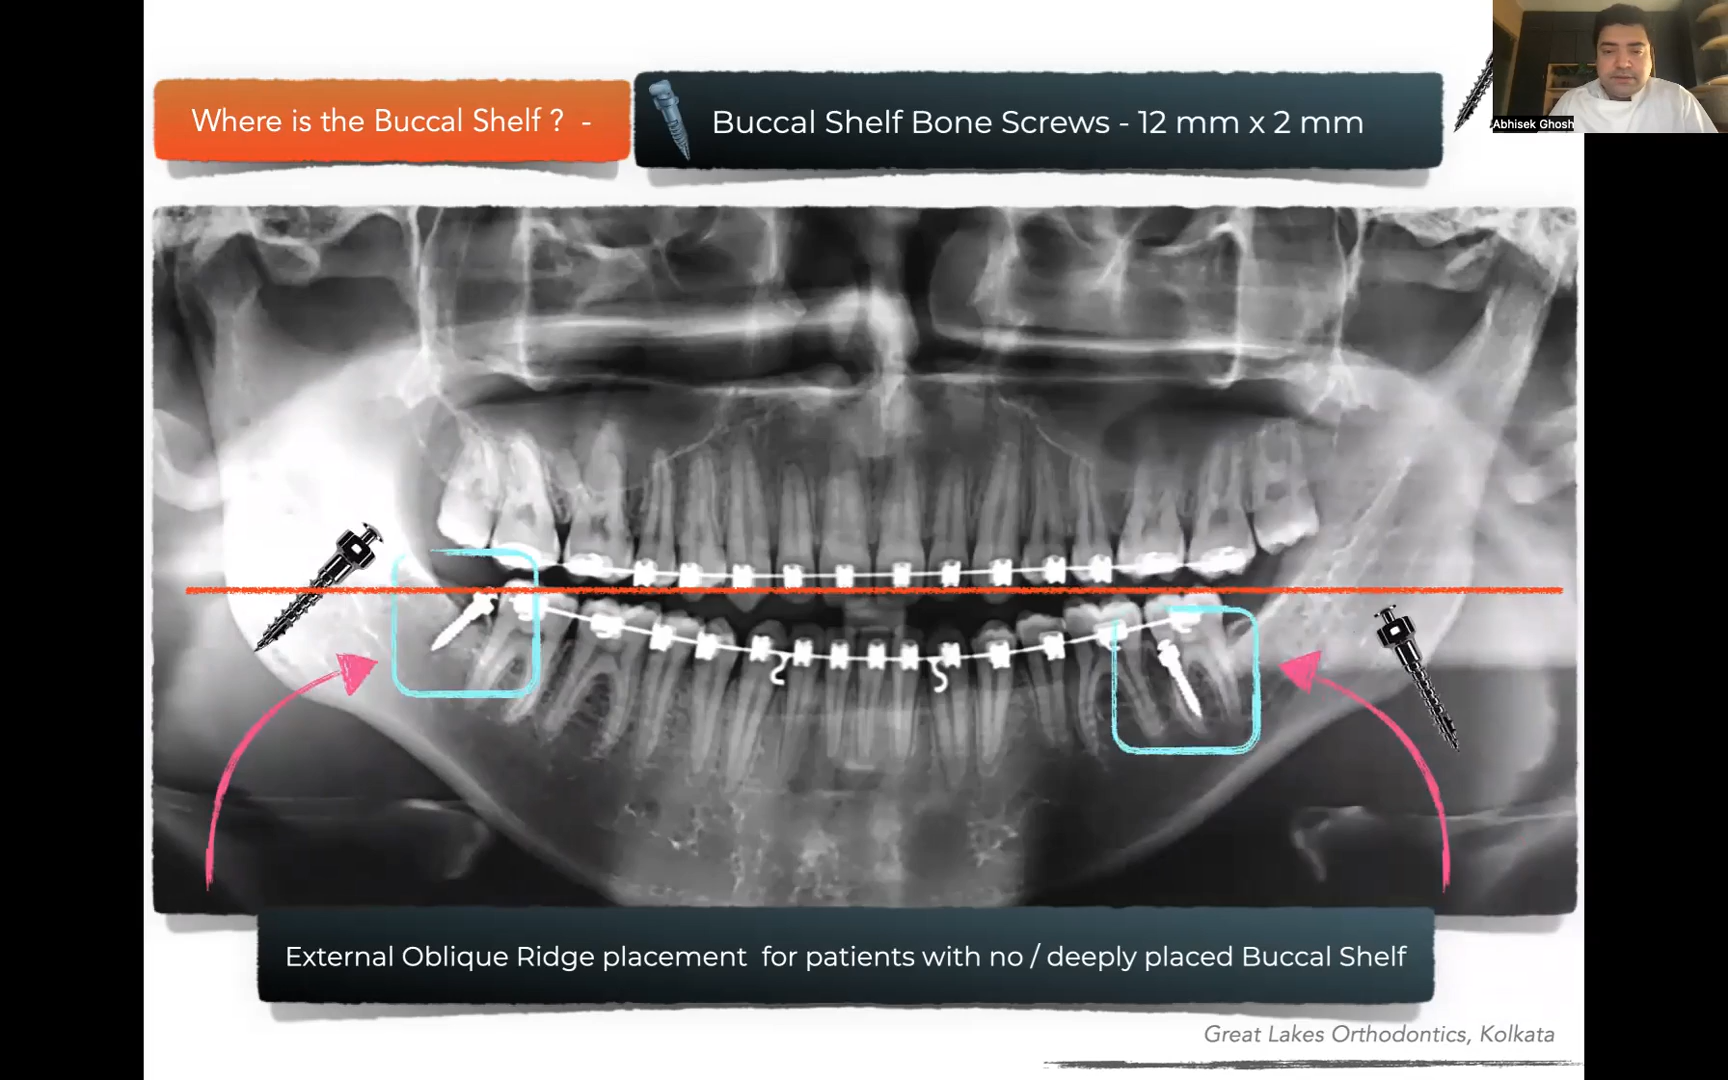 Where is the Buccal Shelf ? -
Buccal Shelf Bone Screws - 12 mm x 2 mm
Abhisek Ghosh
External Oblique Ridge placement for patients with no / deeply placed Buccal Shelf
Great Lakes Orthodontics, Kolkata